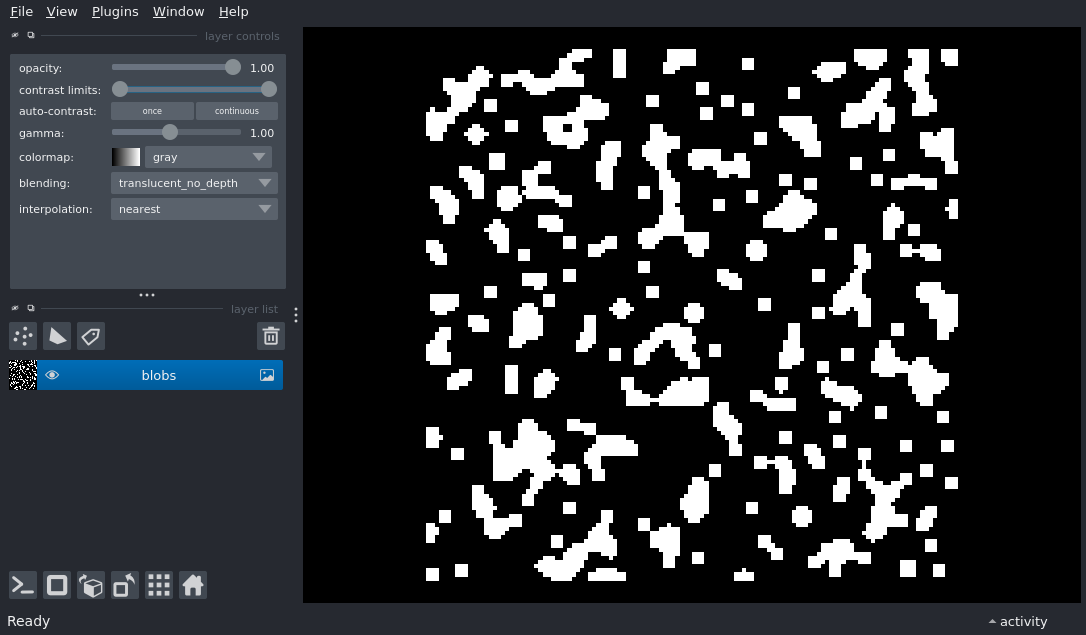 File View Plugins Window Help
layer controls
opacity: 1.00
contrast limits:
auto-contrast: once continuous
gamma: 1.00
colormap: gray
blending: translucent_no_depth
interpolation: nearest
layer list
blobs
Ready
activity